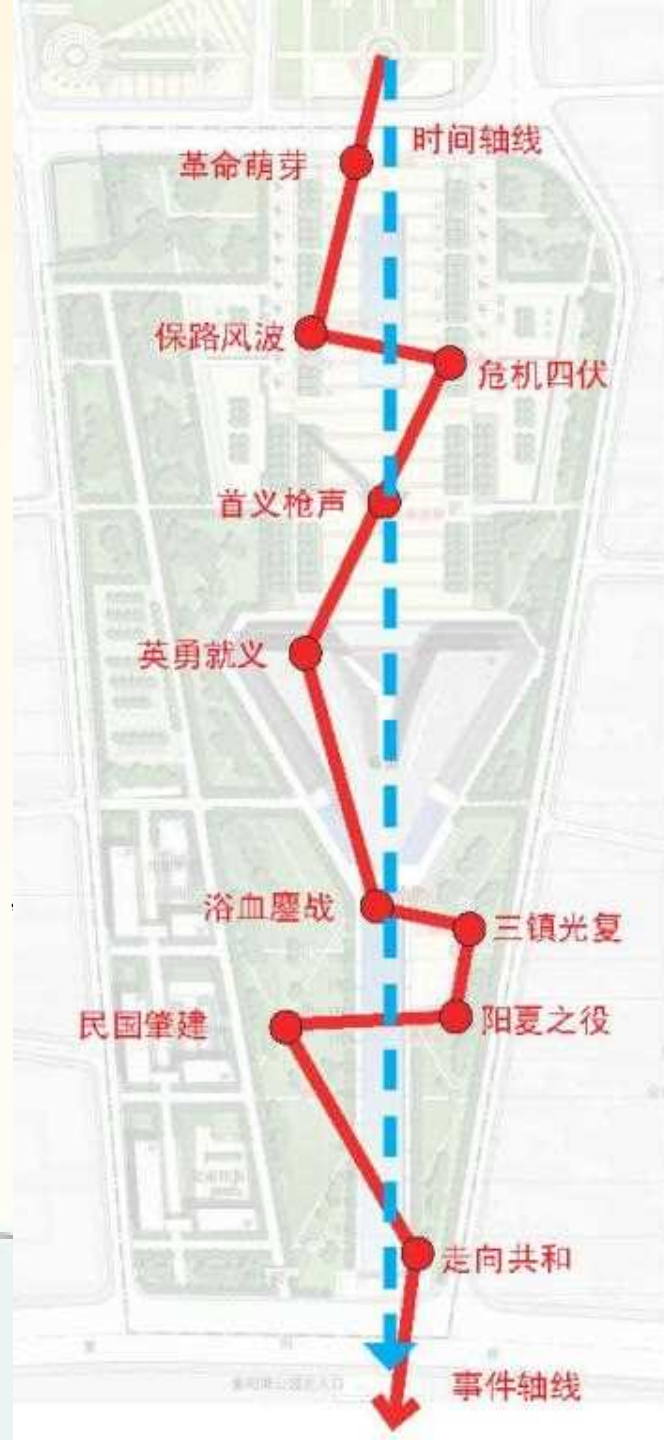 时间轴线
革命萌芽
保路风波
危机四伏
首义枪声
英勇就义
浴血鏖战
三镇光复
民国肇建
阳夏之役
走向共和
事件轴线